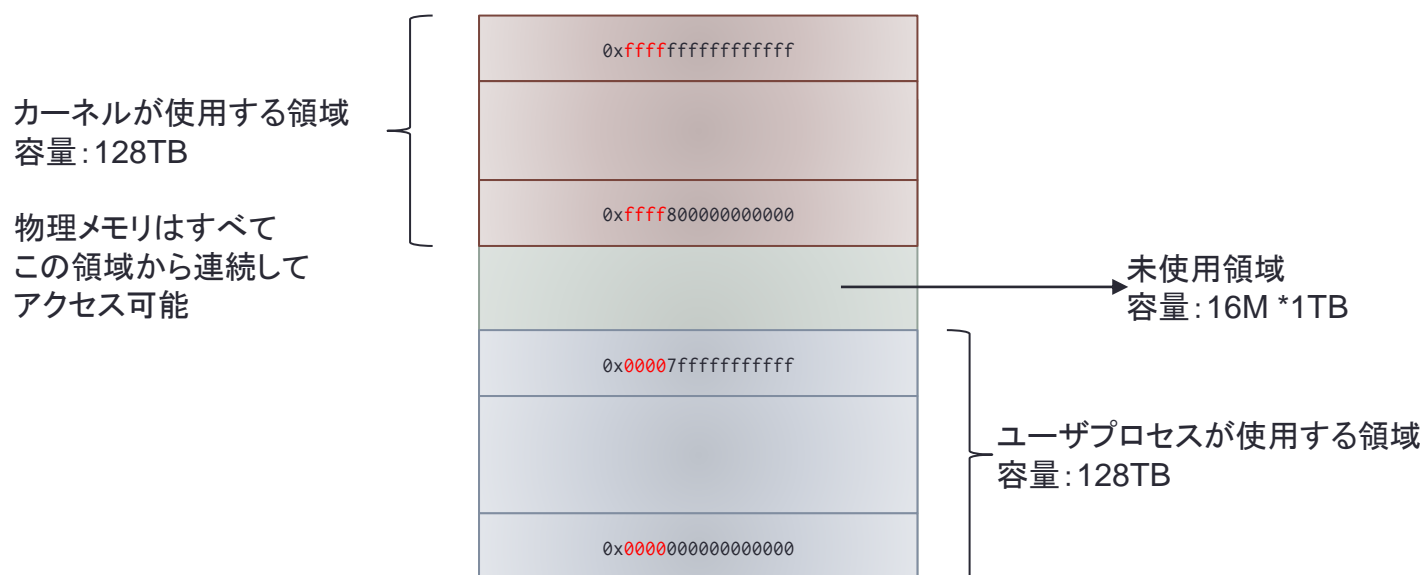 0xffffffffffffffff
カーネルが使用する領域
容量：128TB
0xffff800000000000
物理メモリはすべて
この領域から連続して
アクセス可能
未使用領域
容量：16M *1TB
0x00007fffffffffff
ユーザプロセスが使用する領域
容量：128TB
0x0000000000000000